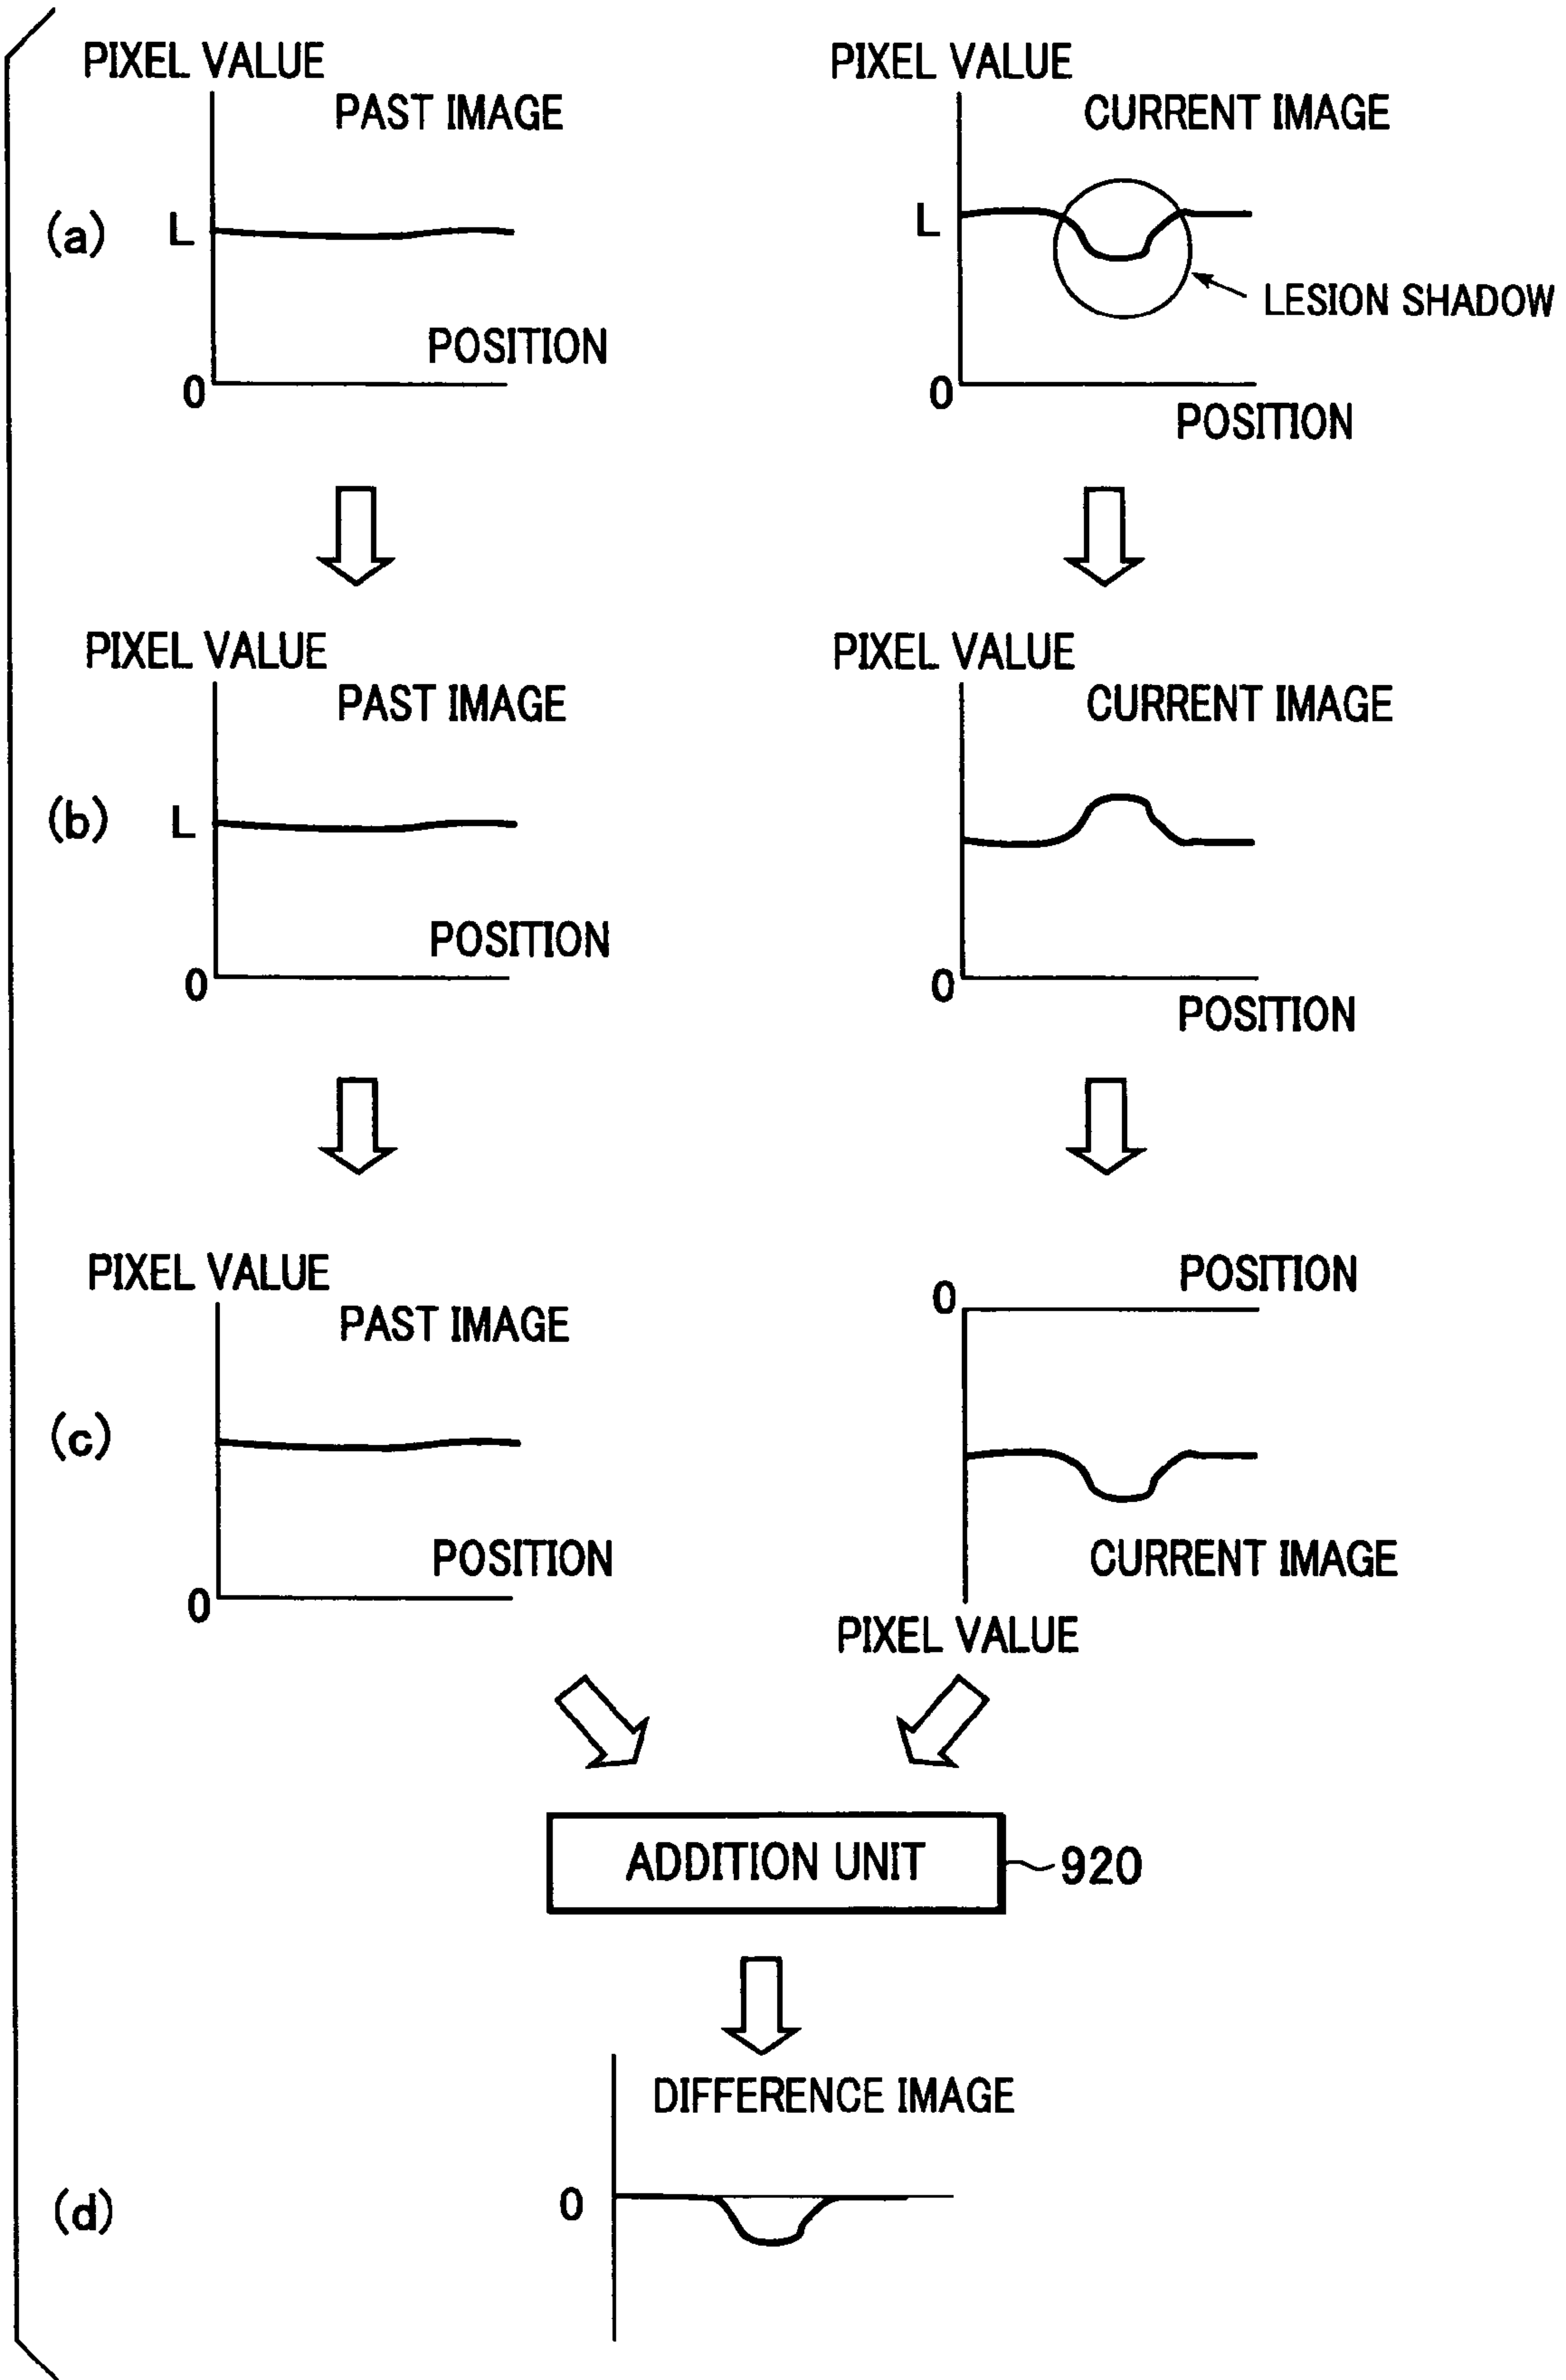 PIXEL VALUE
PAST IMAGE
(a)
L
POSITION
0
PIXEL VALUE
CURRENT IMAGE
L
LESION SHADOW
0
POSITION
PIXEL VALUE
PAST IMAGE
(b)
L
POSITION
0
PIXEL VALUE
CURRENT IMAGE
0
POSITION
PIXEL VALUE
PAST IMAGE
(c)
POSITION
0
POSITION
0
CURRENT IMAGE
PIXEL VALUE
ADDITION UNIT
920
DIFFERENCE IMAGE
(d)
0